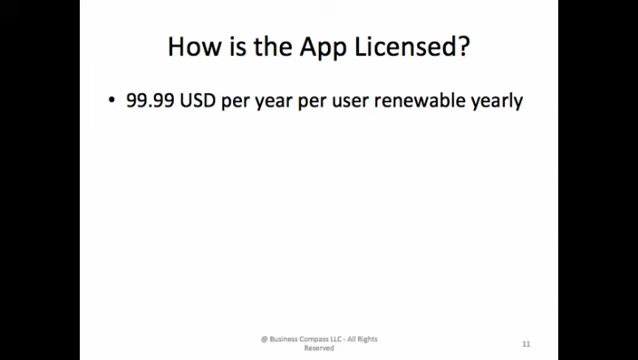 How is the App Licensed?
• 99.99 USD per year per user renewable yearly
@ Business Compass LLC - All Rights
Reserved
11